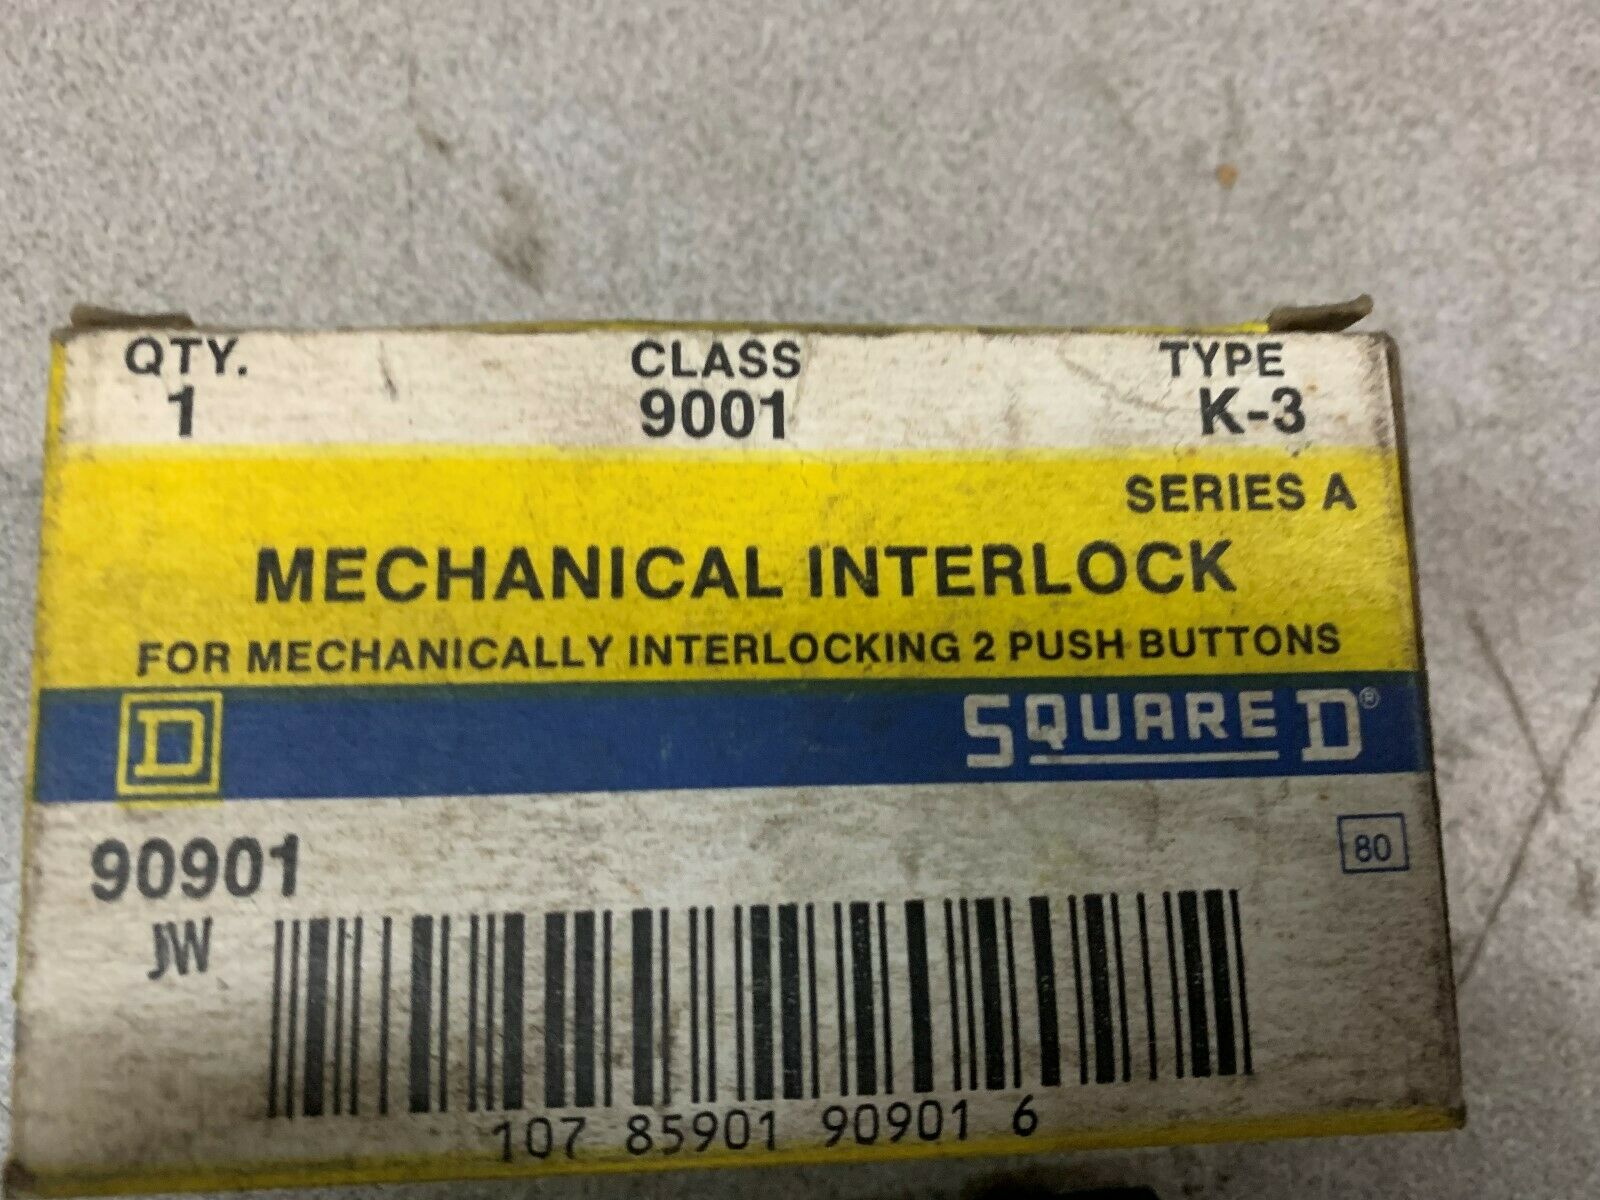 QTY. CLASS TYPE
1 9001 K-3
SERIES A
MECHANICAL INTERLOCK
FOR MECHANICALLY INTERLOCKING 2 PUSH BUTTONS
D SQUARE D®
90901 80
JW
107 85901 90901 6